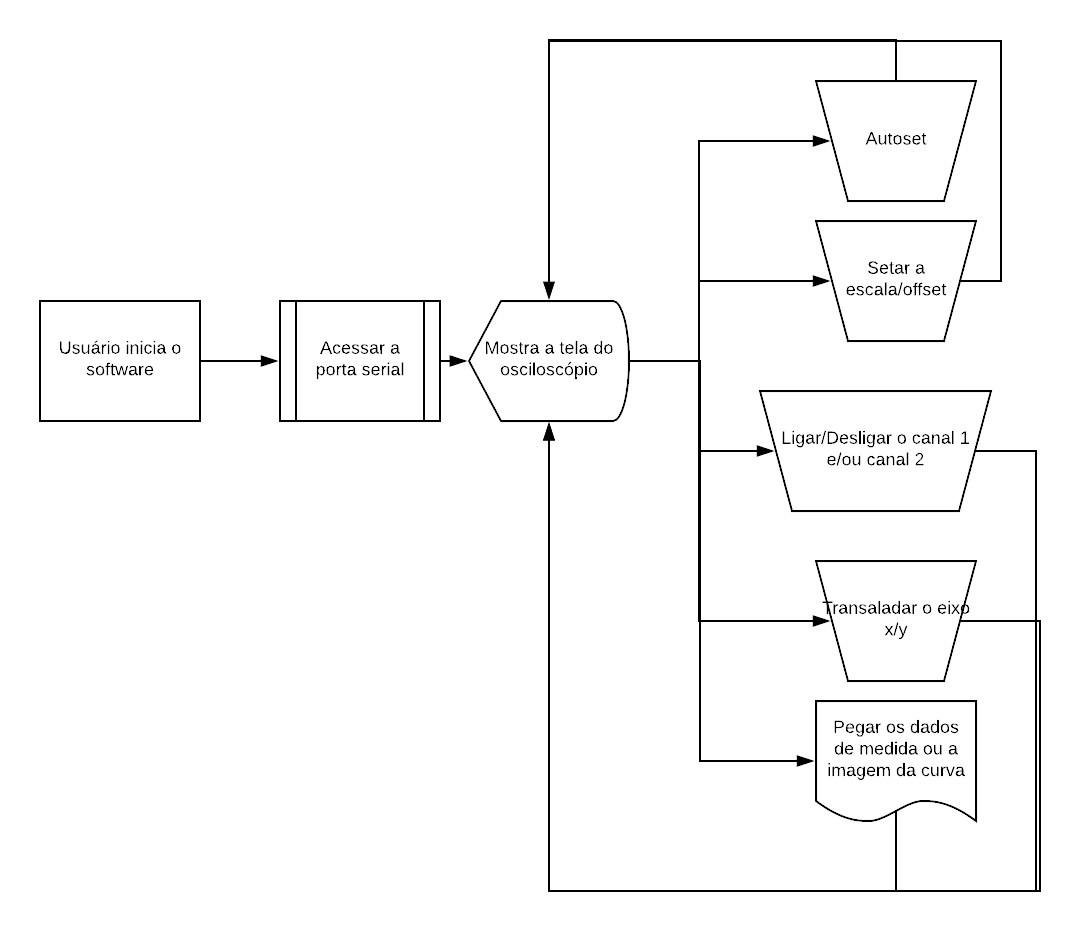 Usuário inicia o
software
Acessar a
porta serial
Mostra a tela do
osciloscópio
Autoset
Setar a
escala/offset
Ligar/Desligar o canal 1
e/ou canal 2
Transaladar o eixo
x/y
Pegar os dados
de medida ou a
imagem da curva